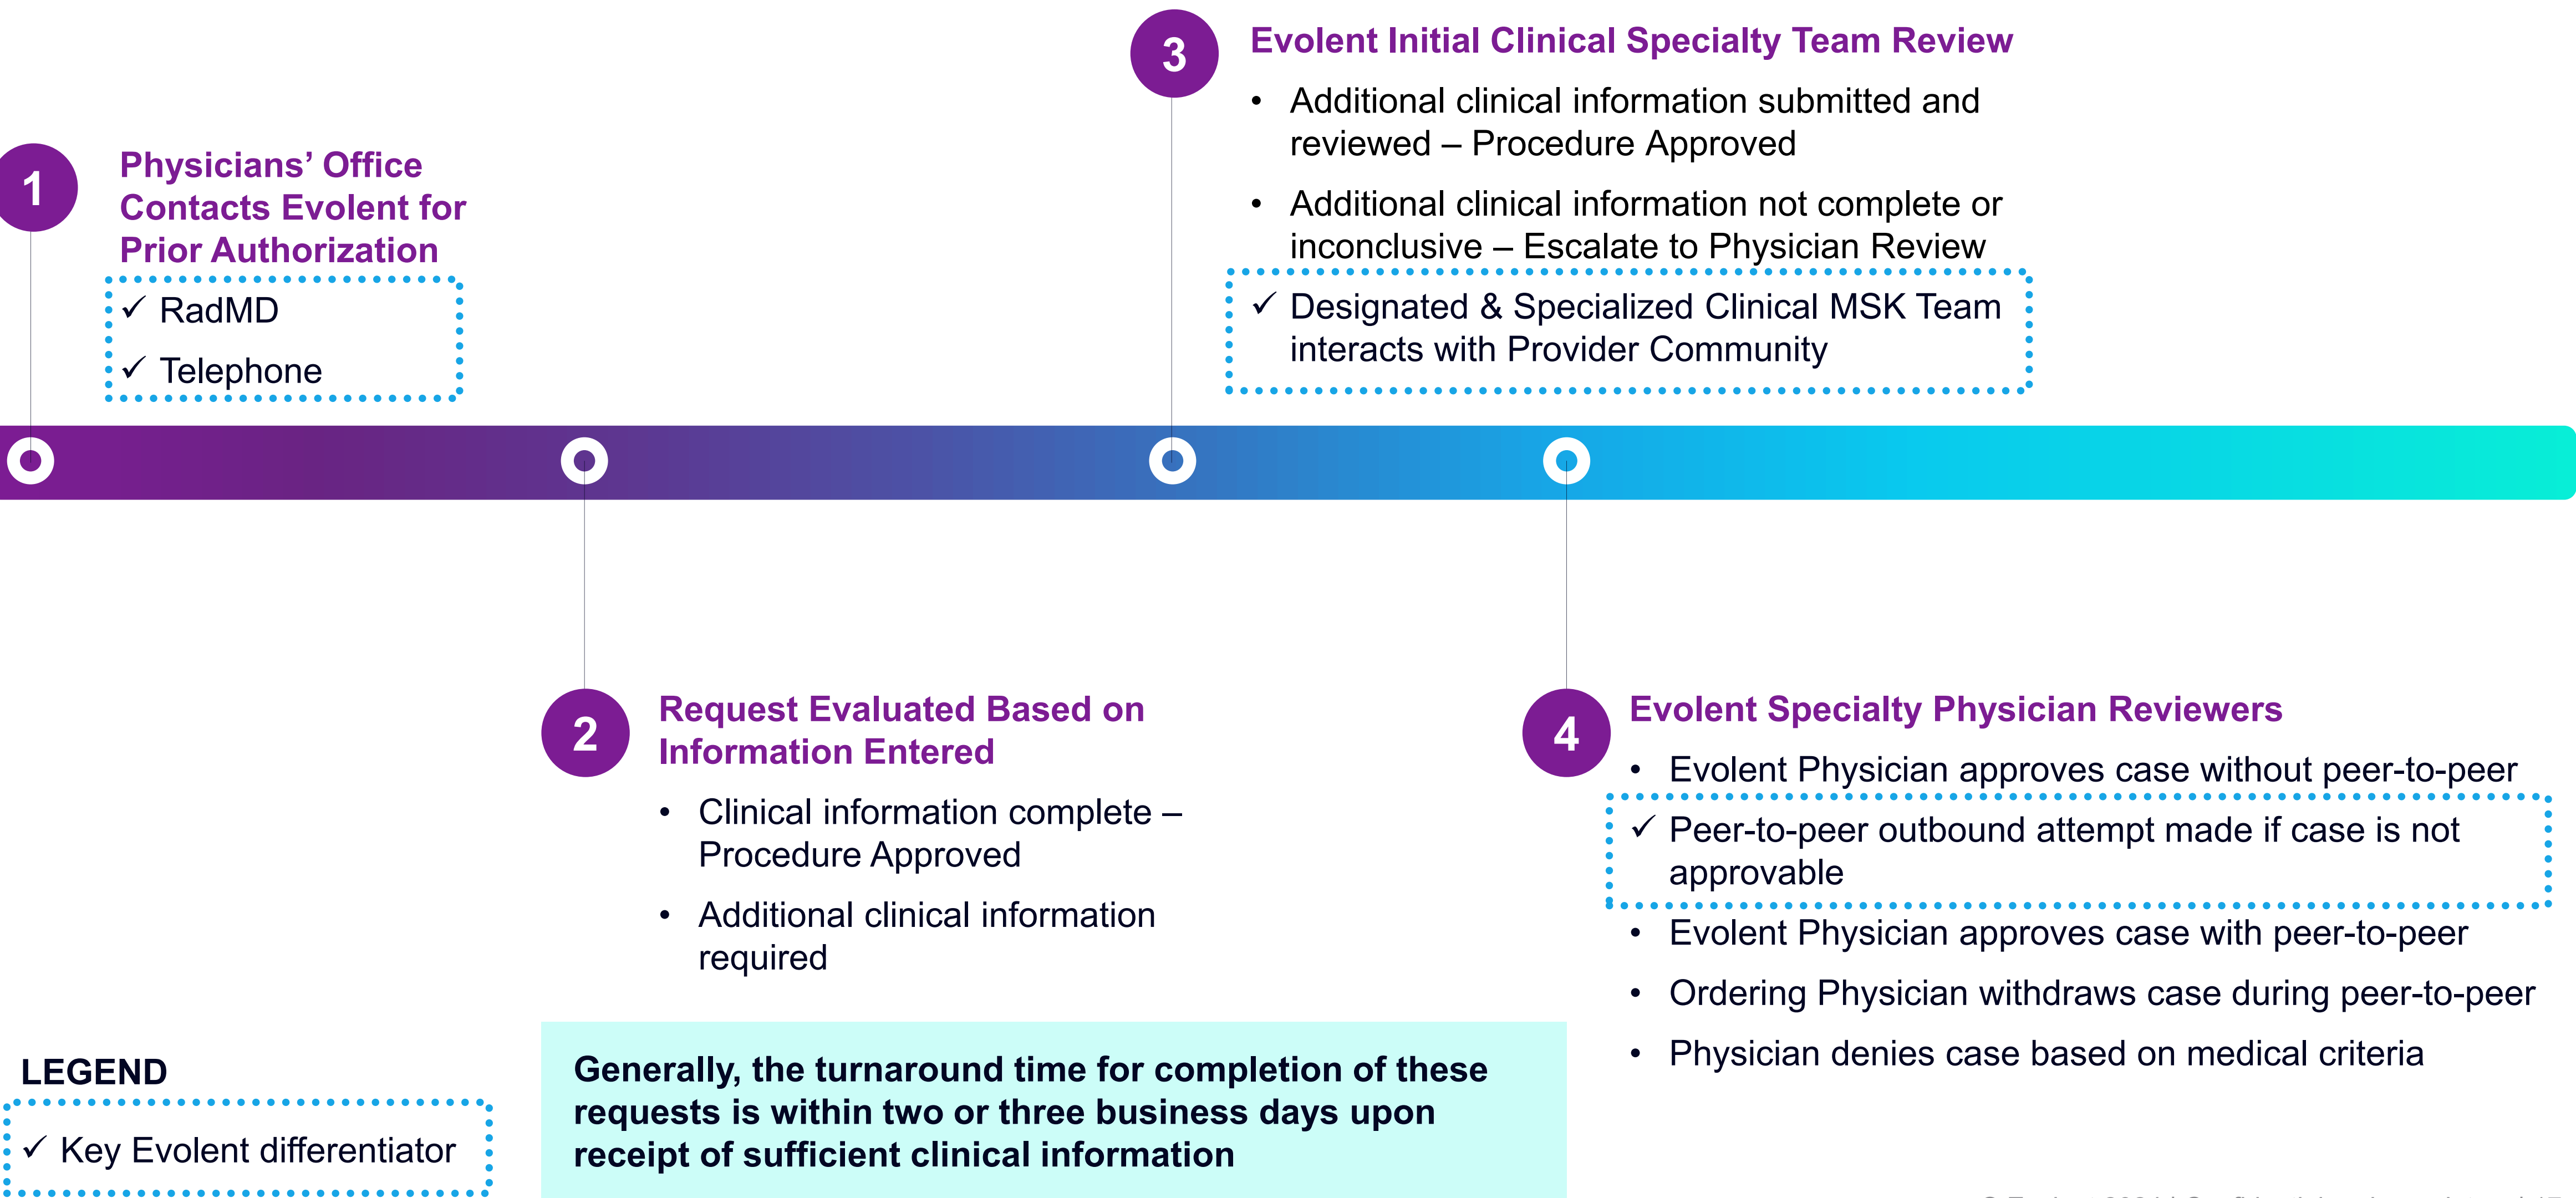 1
Physicians’ Office
Contacts Evolent for
Prior Authorization
✓ RadMD
✓ Telephone
3
Evolent Initial Clinical Specialty Team Review
• Additional clinical information submitted and
reviewed – Procedure Approved
• Additional clinical information not complete or
inconclusive – Escalate to Physician Review
✓ Designated & Specialized Clinical MSK Team
interacts with Provider Community
2
Request Evaluated Based on
Information Entered
• Clinical information complete –
Procedure Approved
• Additional clinical information
required
4
Evolent Specialty Physician Reviewers
• Evolent Physician approves case without peer-to-peer
✓ Peer-to-peer outbound attempt made if case is not
approvable
• Evolent Physician approves case with peer-to-peer
• Ordering Physician withdraws case during peer-to-peer
• Physician denies case based on medical criteria
LEGEND
✓ Key Evolent differentiator
Generally, the turnaround time for completion of these
requests is within two or three business days upon
receipt of sufficient clinical information